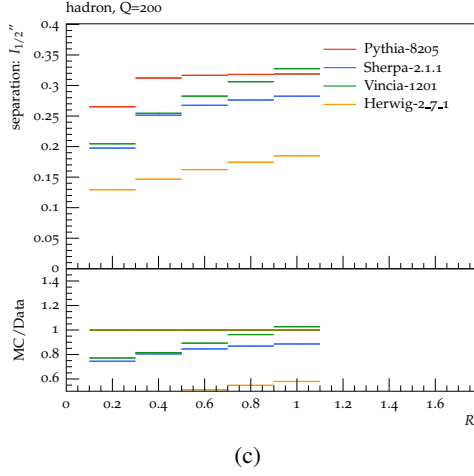 hadron, Q=200
separation: I_{1/2}"
0.4
0.35
0.3
0.25
0.2
0.15
0.1
0.05
0
Pythia-8205
Sherpa-2.1.1
Vincia-1201
Herwig-2_7_1
MC/Data
1.4
1.2
1
0.8
0.6
0 0.2 0.4 0.6 0.8 1 1.2 1.4 1.6
R
(c)